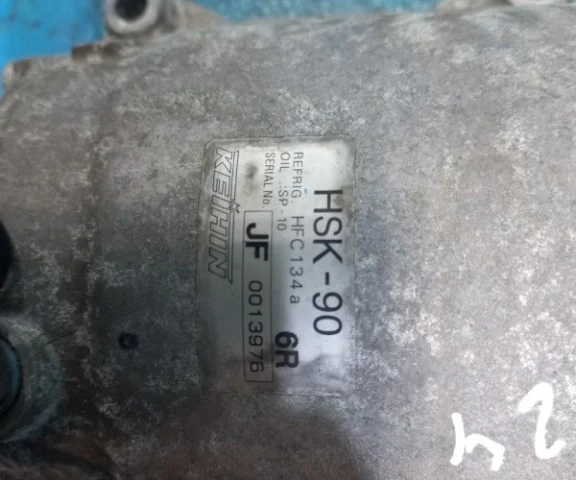 HSK-90
REFRIG. HFC134a 6R
OIL :SP-10
SERIAL No. JF 0013976
KEIHIN